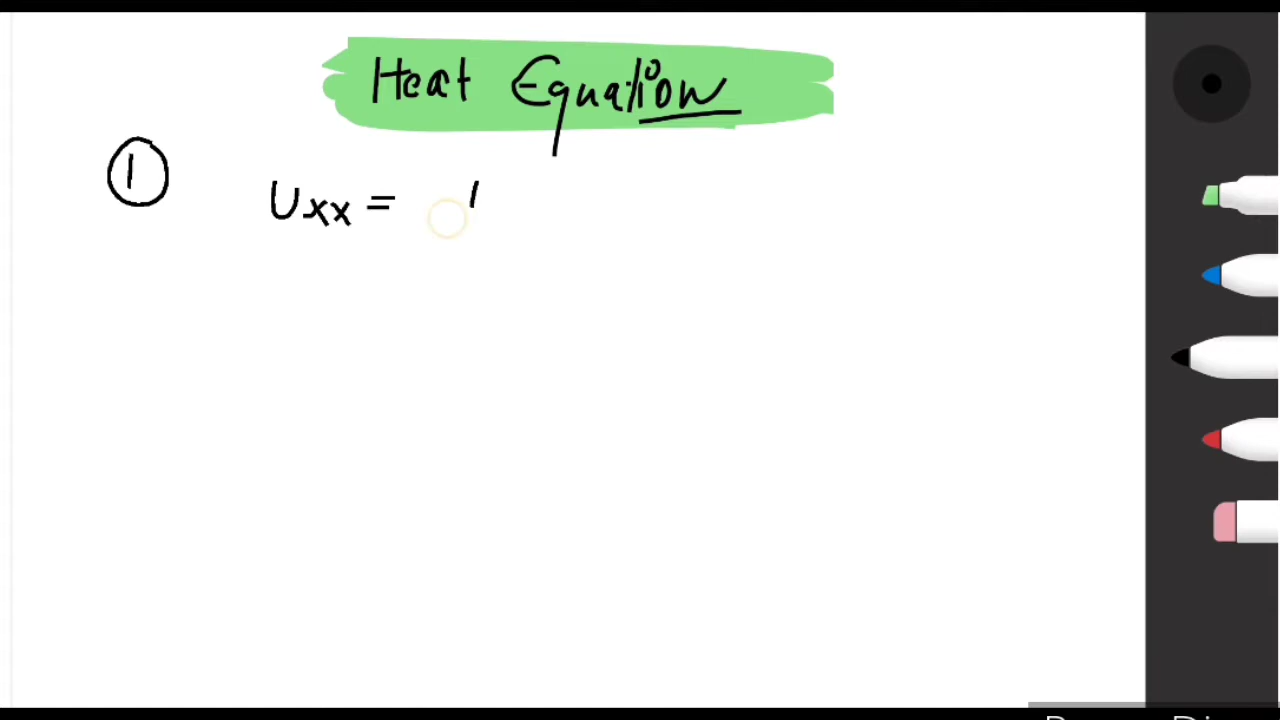 Heat Equation
① Uxx =